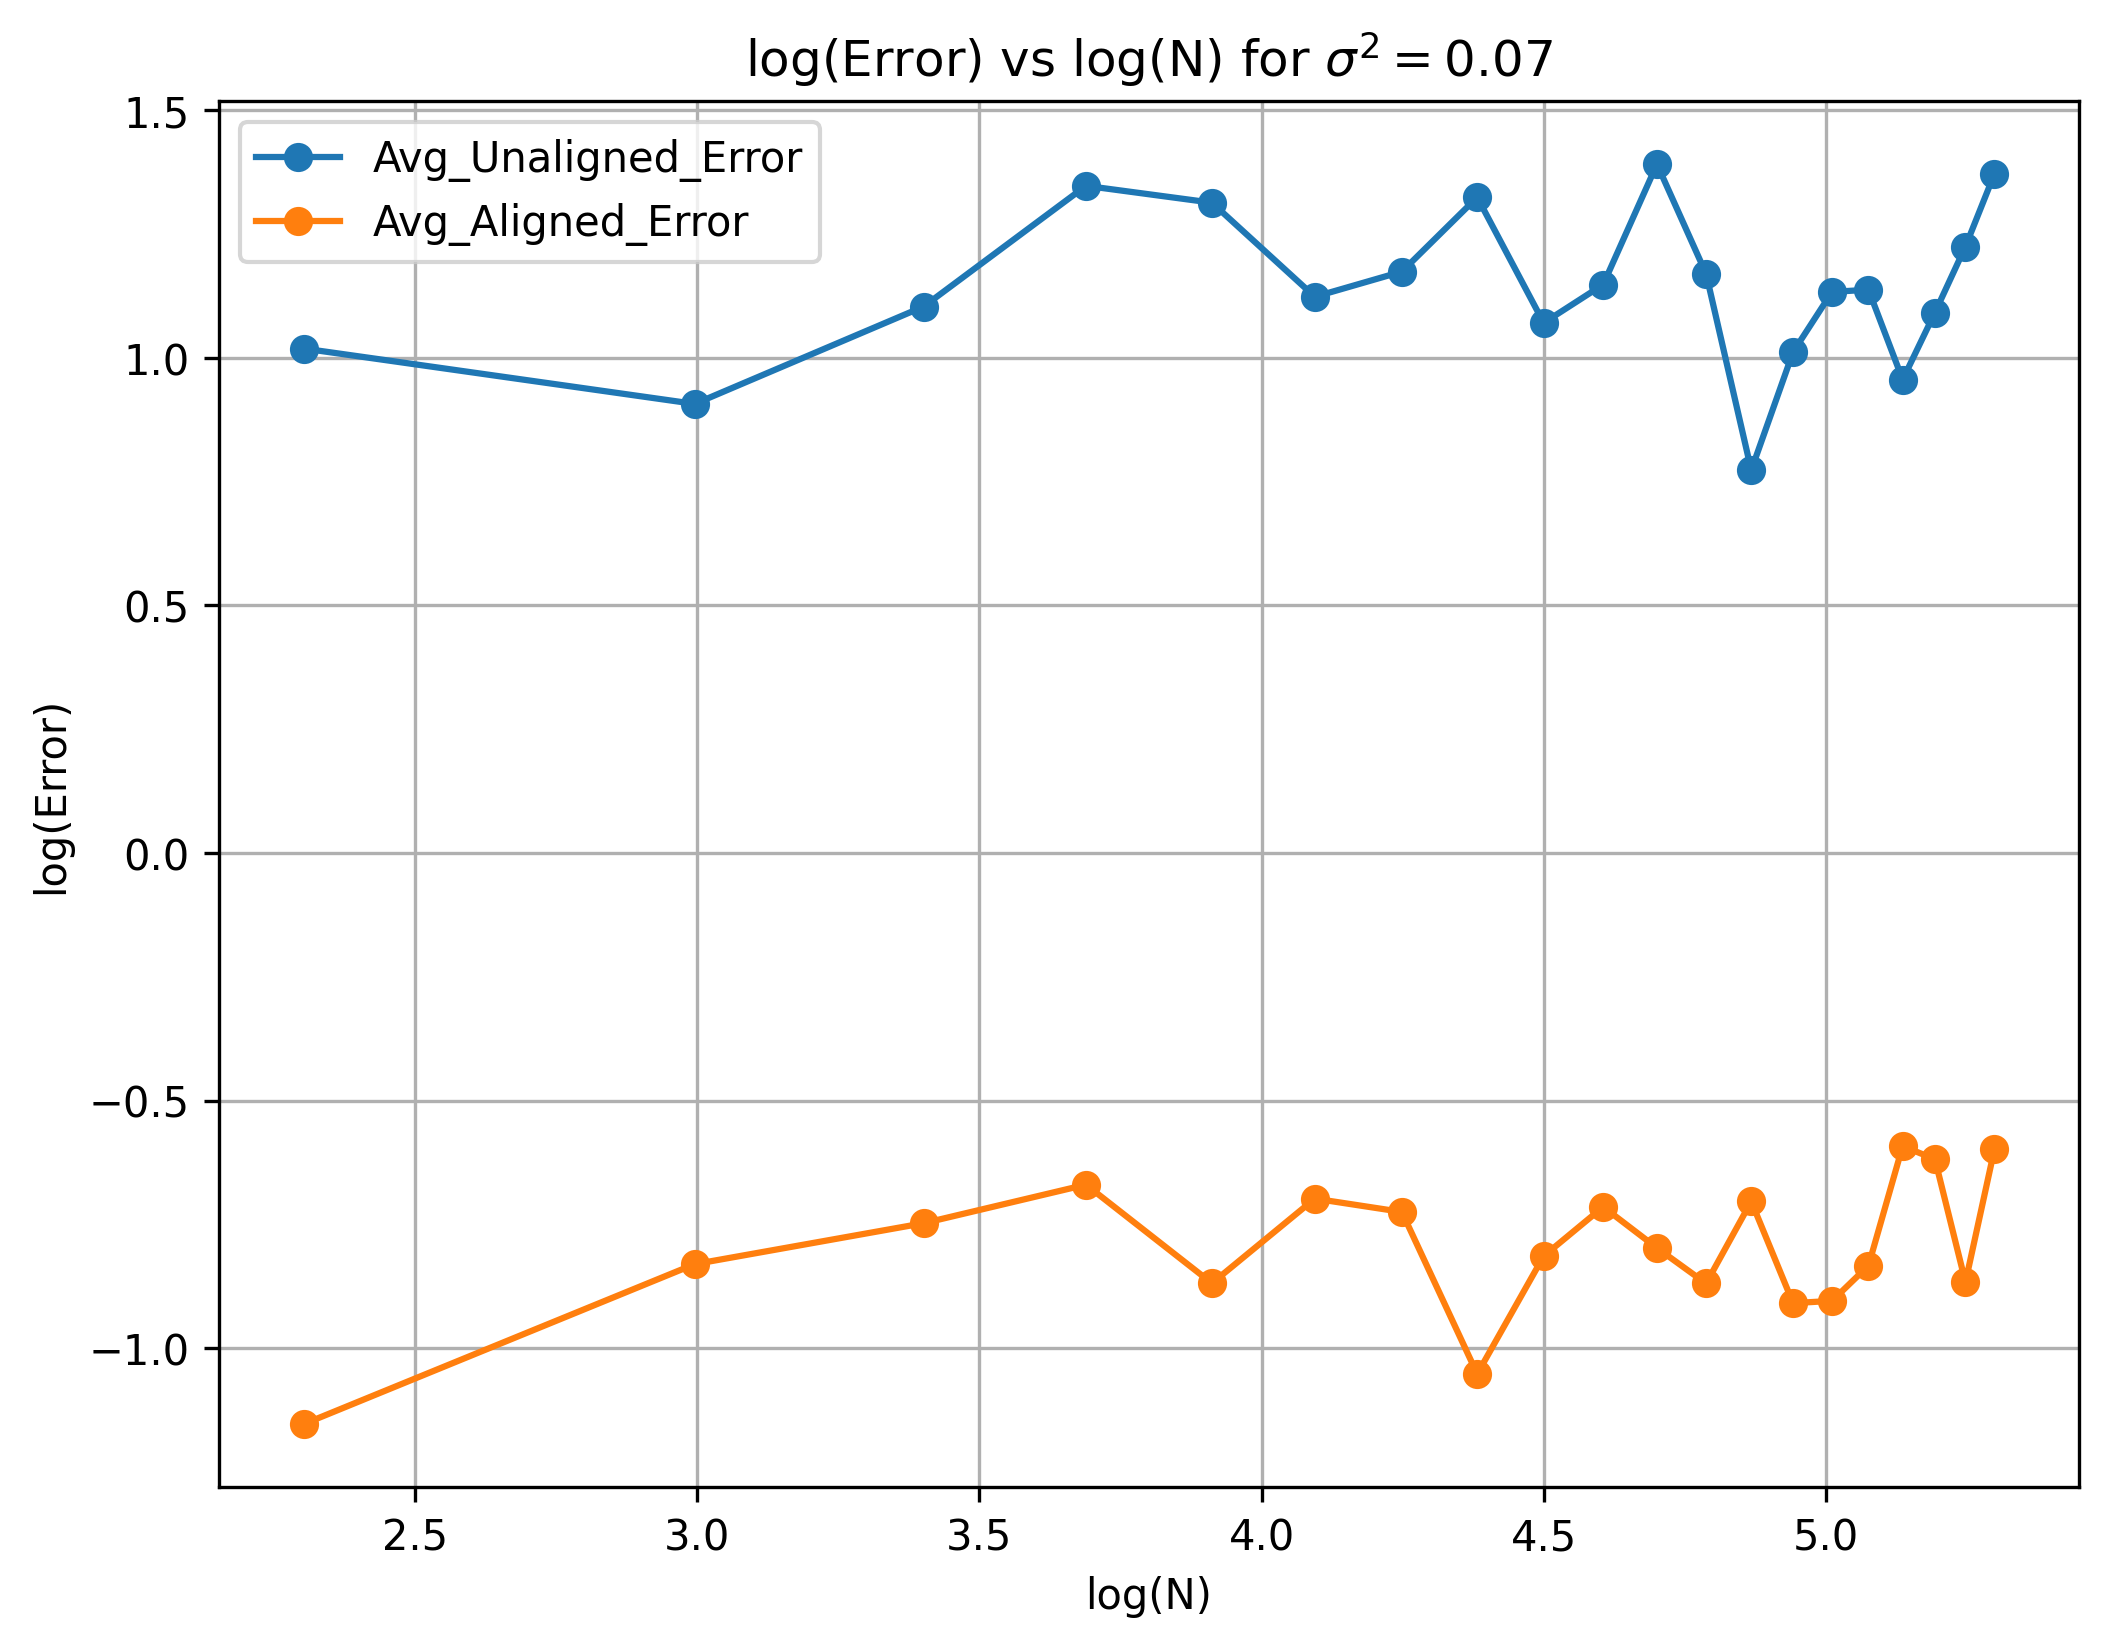 log(Error) vs log(N) for σ² = 0.07
1.5
Avg_Unaligned_Error
Avg_Aligned_Error
1.0
0.5
0.0
−0.5
−1.0
log(Error)
2.5 3.0 3.5 4.0 4.5 5.0
log(N)